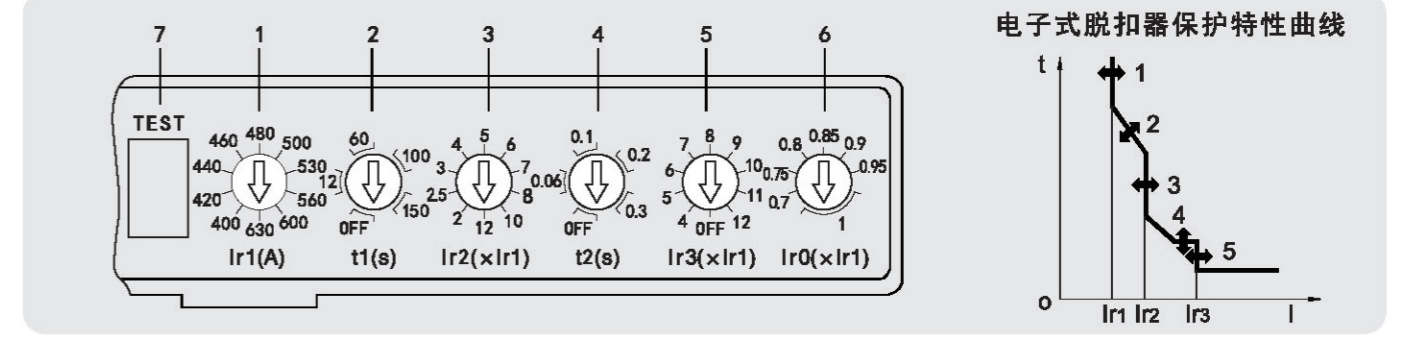 7 1 2 3 4 5 6
TEST
400 420 440 460 480 500 530 560 600 630
Ir1(A)
12 60 100 150 0FF
t1(s)
2 2.5 3 4 5 6 7 8 10 12
Ir2(×Ir1)
0.06 0.1 0.2 0.3 0FF
t2(s)
4 5 6 7 8 9 10 11 12 0FF
Ir3(×Ir1)
0.7 0.75 0.8 0.85 0.9 0.95 1
Ir0(×Ir1)
电子式脱扣器保护特性曲线
t
1
2
3
4
5
o
Ir1 Ir2 Ir3 I